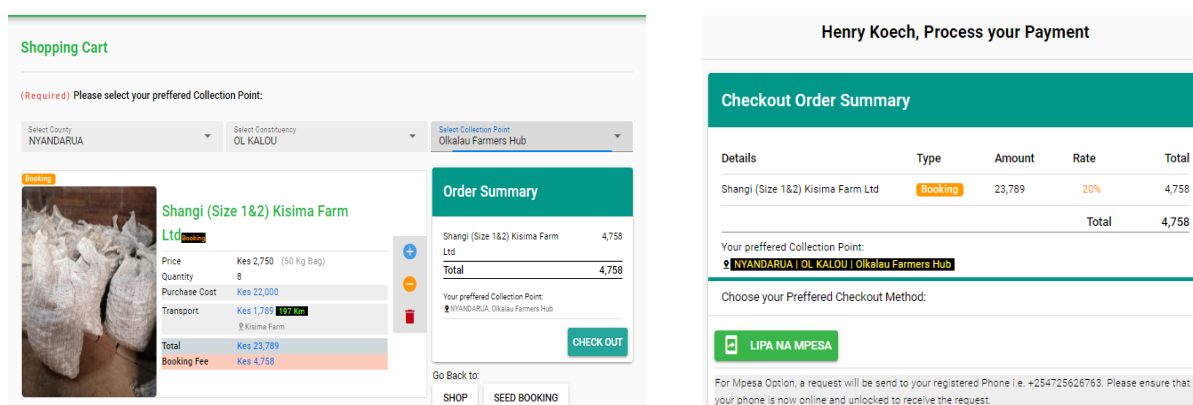 Shopping Cart
(Required) Please select your preffered Collection Point:
Select County
NYANDARUA
Select Constituency
OL KALOU
Select Collection Point
Olkalau Farmers Hub
Booking
Shangi (Size 1&2) Kisima Farm
Ltd Booking
Price Kes 2,750 (50 Kg Bag)
Quantity 8
Purchase Cost Kes 22,000
Transport Kes 1,789 197 Km
Kisima Farm
Total Kes 23,789
Booking Fee Kes 4,758
Order Summary
Shangi (Size 1&2) Kisima Farm 4,758
Ltd
Total 4,758
Your preffered Collection Point:
NYANDARUA, Olkalau Farmers Hub
CHECK OUT
Go Back to:
SHOP SEED BOOKING
Henry Koech, Process your Payment
Checkout Order Summary
Details Type Amount Rate Total
Shangi (Size 1&2) Kisima Farm Ltd Booking 23,789 20% 4,758
Total 4,758
Your preffered Collection Point:
NYANDARUA | OL KALOU | Olkalau Farmers Hub
Choose your Preffered Checkout Method:
LIPA NA MPESA
For Mpesa Option, a request will be send to your registered Phone i.e. +254725626763. Please ensure that
your phone is now online and unlocked to receive the request.